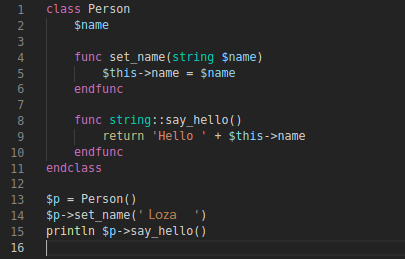 1 class Person
2     $name
3
4     func set_name(string $name)
5         $this->name = $name
6     endfunc
7
8     func string::say_hello()
9         return 'Hello ' + $this->name
10     endfunc
11 endclass
12
13 $p = Person()
14 $p->set_name(' Loza  ')
15 println $p->say_hello()
16